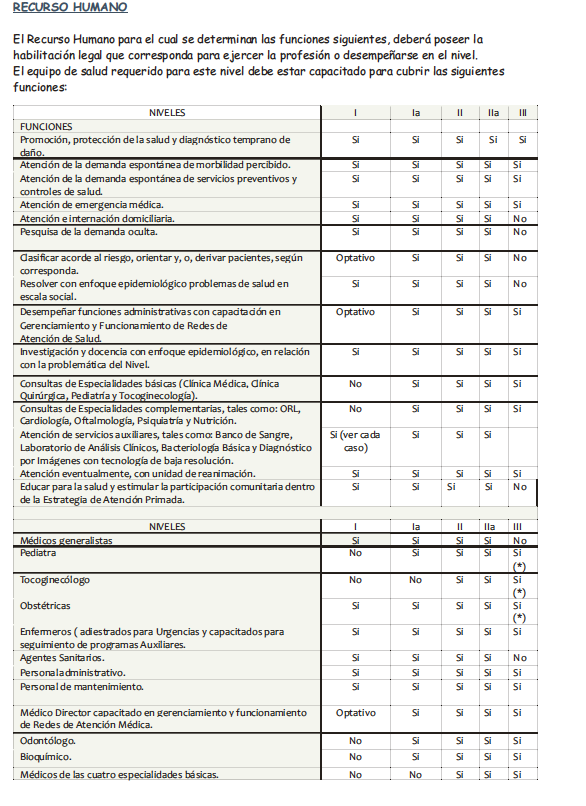 RECURSO HUMANO
El Recurso Humano para el cual se determinan las funciones siguientes, deberá poseer la
habilitación legal que corresponda para ejercer la profesión o desempeñarse en el nivel.
El equipo de salud requerido para este nivel debe estar capacitado para cubrir las siguientes
funciones:
NIVELES I Ia II IIa III
FUNCIONES
Promoción, protección de la salud y diagnóstico temprano de Si Si Si Si Si
daño.
Atención de la demanda espontánea de morbilidad percibido. Si Si Si Si Si
Atención de la demanda espontánea de servicios preventivos y Si Si Si Si Si
controles de salud.
Atención de emergencia médica. Si Si Si Si Si
Atención e internación domiciliaria. Si Si Si Si No
Pesquisa de la demanda oculta. Si Si Si Si No
Clasificar acorde al riesgo, orientar y, o, derivar pacientes, según Optativo Si Si Si No
corresponda.
Resolver con enfoque epidemiológico problemas de salud en Si Si Si Si No
escala social.
Desempeñar funciones administrativas con capacitación en Optativo Si Si Si Si
Gerenciamiento y Funcionamiento de Redes de
Atención de Salud.
Investigación y docencia con enfoque epidemiológico, en relación Si Si Si Si Si
con la problemática del Nivel.
Consultas de Especialidades básicas (Clínica Médica, Clínica No Si Si Si Si
Quirúrgica, Pediatría y Tocoginecología).
Consultas de Especialidades complementarias, tales como: ORL, No Si Si Si Si
Cardiología, Oftalmología, Psiquiatría y Nutrición.
Atención de servicios auxiliares, tales como: Banco de Sangre, Si (ver cada Si Si Si
Laboratorio de Análisis Clínicos, Bacteriología Básica y Diagnóstico caso)
por Imágenes con tecnología de baja resolución.
Atención eventualmente, con unidad de reanimación. Si Si Si Si Si
Educar para la salud y estimular la participación comunitaria dentro Si Si Si Si No
de la Estrategia de Atención Primada.
NIVELES I Ia II IIa III
Médicos generalistas Si Si Si Si No
Pediatra No Si Si Si Si
(*)
Tocoginecólogo No No Si Si Si
(*)
Obstétricas Si Si Si Si Si
(*)
Enfermeros ( adiestrados para Urgencias y capacitados para Si Si Si Si Si
seguimiento de programas Auxiliares.
Agentes Sanitarios. Si Si Si Si No
Personal administrativo. Si Si Si Si Si
Personal de mantenimiento. Si Si Si Si Si
Médico Director capacitado en gerenciamiento y funcionamiento Optativo Si Si Si Si
de Redes de Atención Médica.
Odontólogo. No Si Si Si Si
Bioquímico. No Si Si Si Si
Médicos de las cuatro especialidades básicas. No No Si Si Si